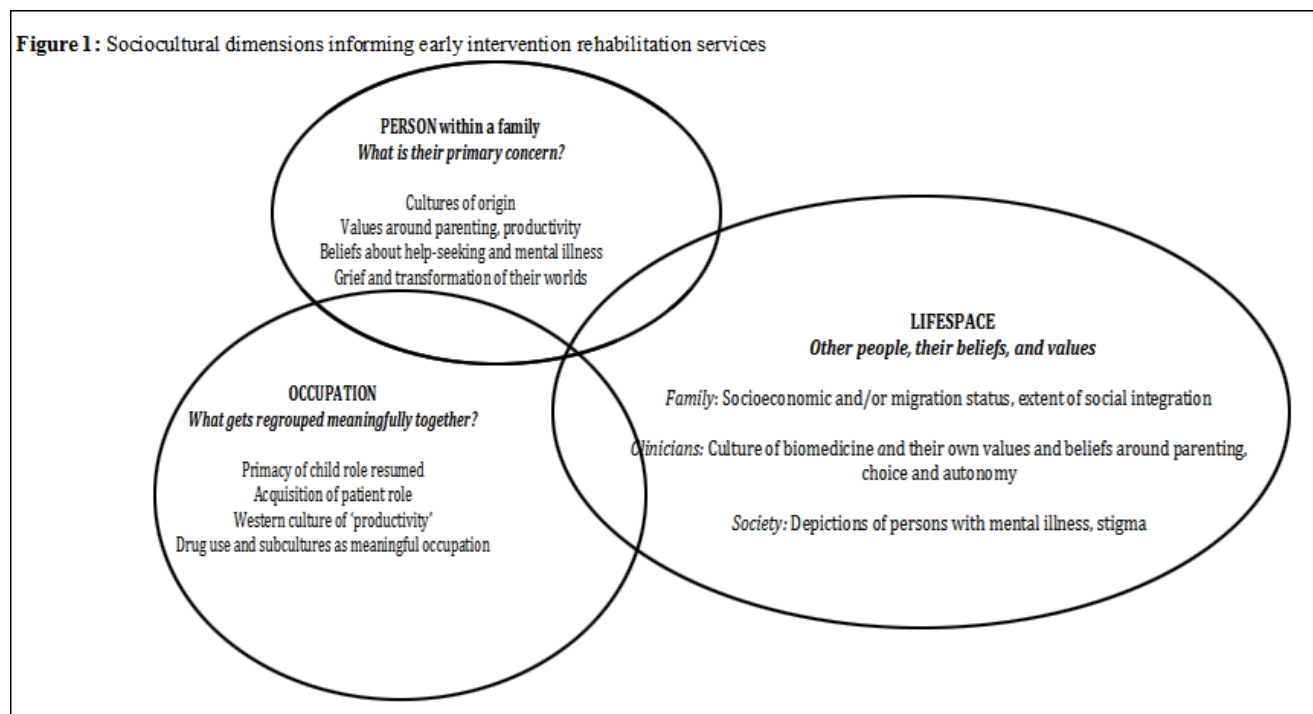 Figure 1: Sociocultural dimensions informing early intervention rehabilitation services
PERSON within a family
What is their primary concern?
Cultures of origin
Values around parenting, productivity
Beliefs about help-seeking and mental illness
Grief and transformation of their worlds
OCCUPATION
What gets regrouped meaningfully together?
Primacy of child role resumed
Acquisition of patient role
Western culture of ‘productivity’
Drug use and subcultures as meaningful occupation
LIFESPACE
Other people, their beliefs, and values
Family: Socioeconomic and/or migration status, extent of social integration
Clinicians: Culture of biomedicine and their own values and beliefs around parenting,
choice and autonomy
Society: Depictions of persons with mental illness, stigma